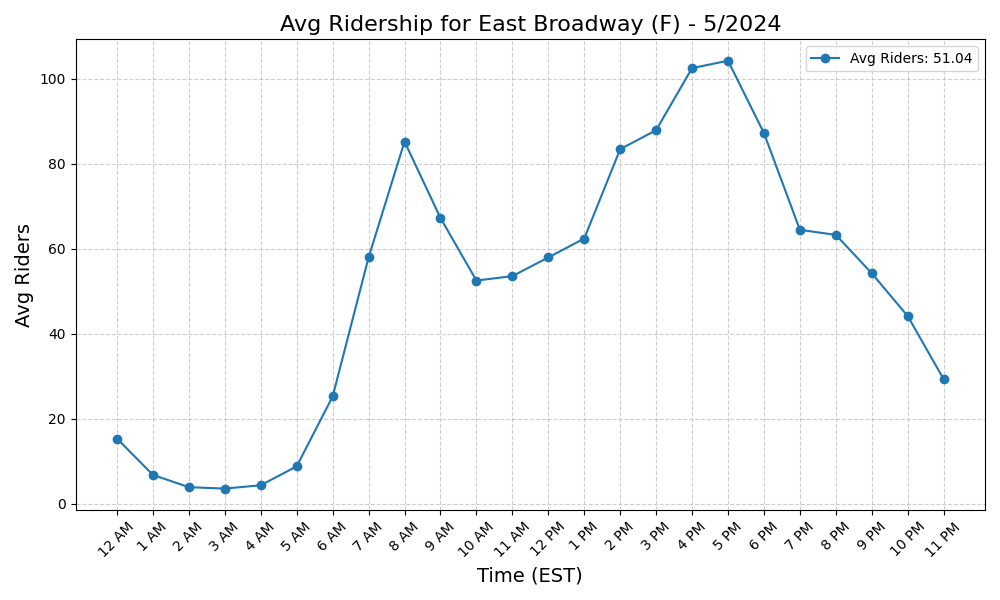 Avg Ridership for East Broadway (F) - 5/2024
Avg Riders: 51.04
Avg Riders
100
80
60
40
20
0
12 AM
1 AM
2 AM
3 AM
4 AM
5 AM
6 AM
7 AM
8 AM
9 AM
10 AM
11 AM
12 PM
1 PM
2 PM
3 PM
4 PM
5 PM
6 PM
7 PM
8 PM
9 PM
10 PM
11 PM
Time (EST)